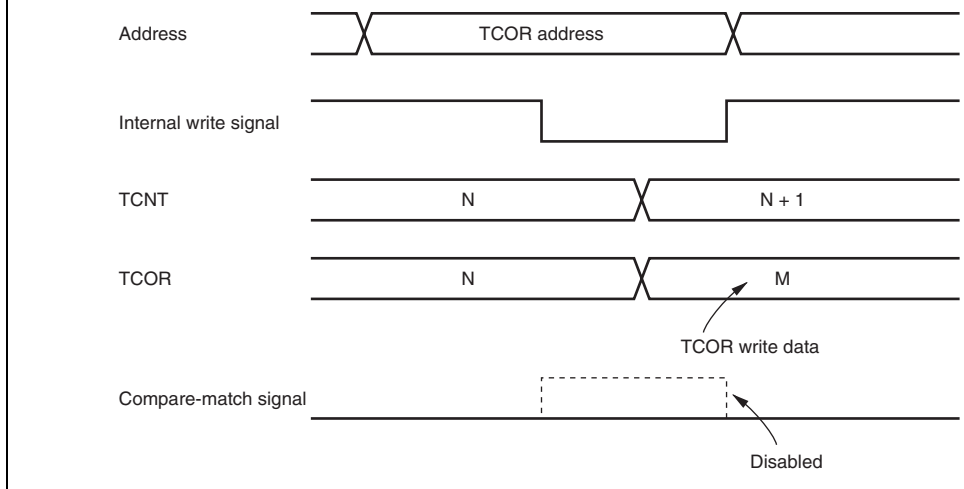 Address
TCOR address
Internal write signal
TCNT
N
N + 1
TCOR
N
M
TCOR write data
Compare-match signal
Disabled